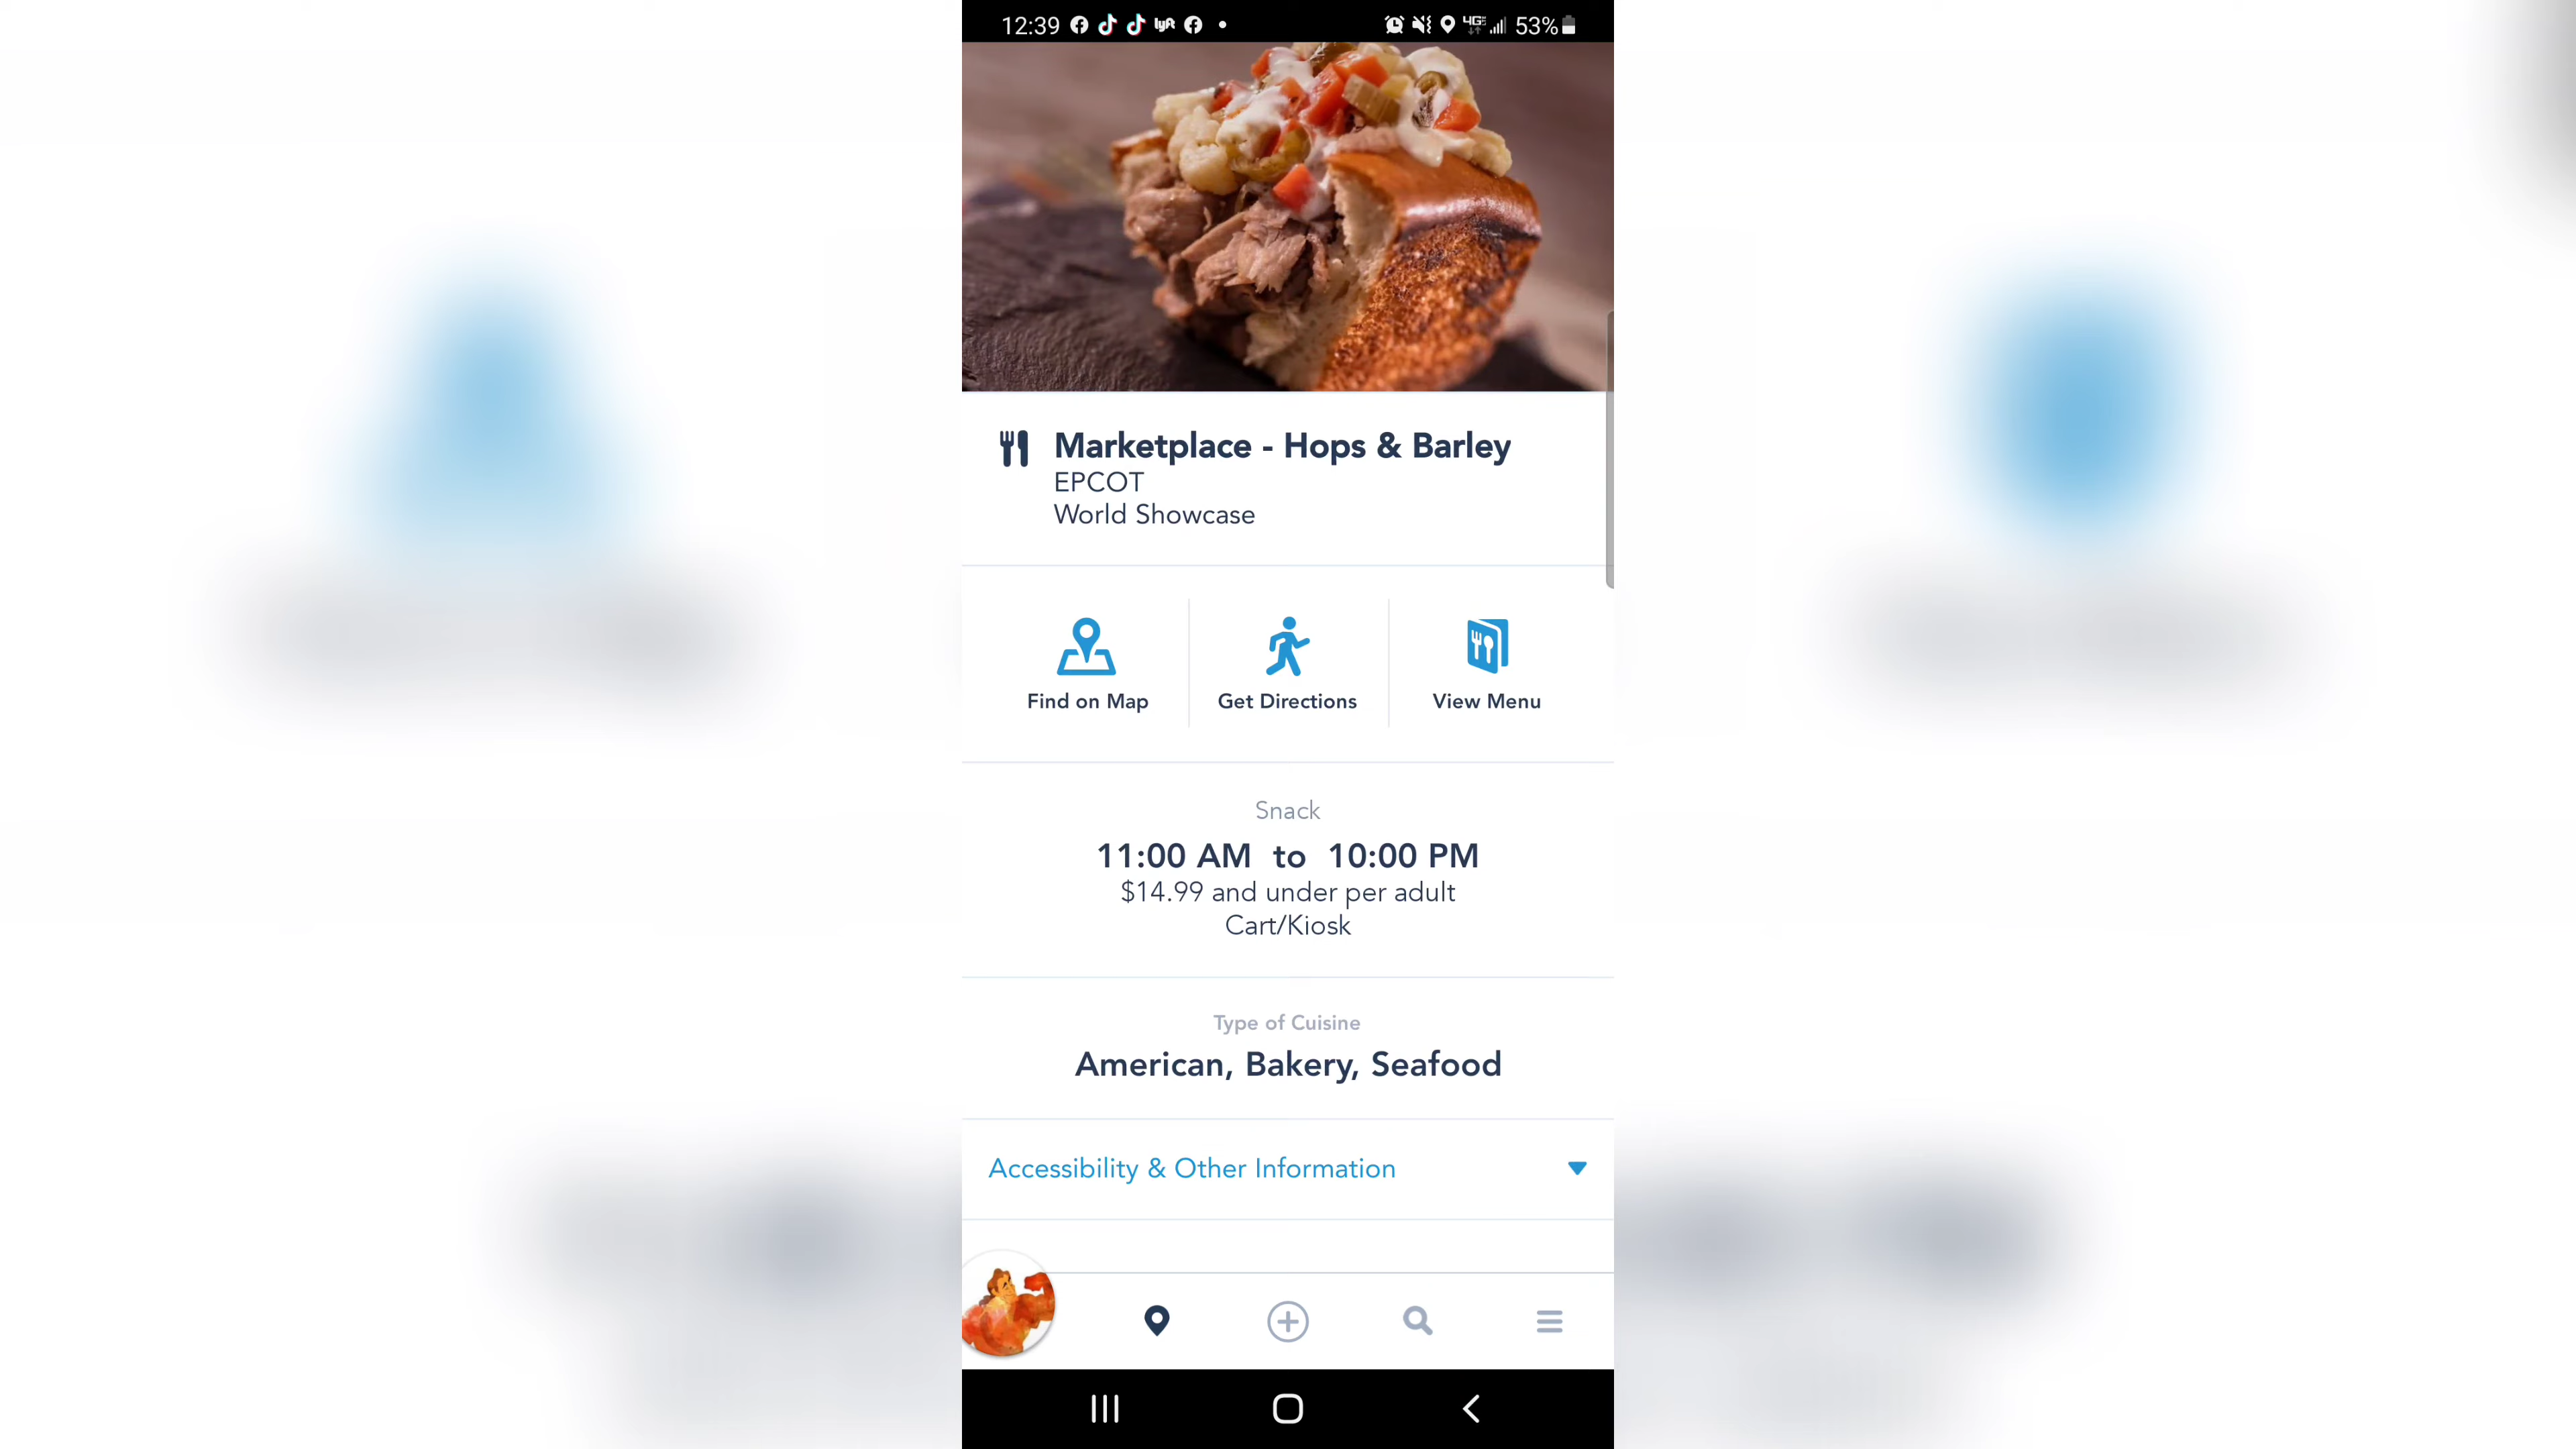 12:39 lyft 4GE 53%
Marketplace - Hops & Barley
EPCOT
World Showcase
Find on Map
Get Directions
View Menu
Snack
11:00 AM to 10:00 PM
$14.99 and under per adult
Cart/Kiosk
Type of Cuisine
American, Bakery, Seafood
Accessibility & Other Information